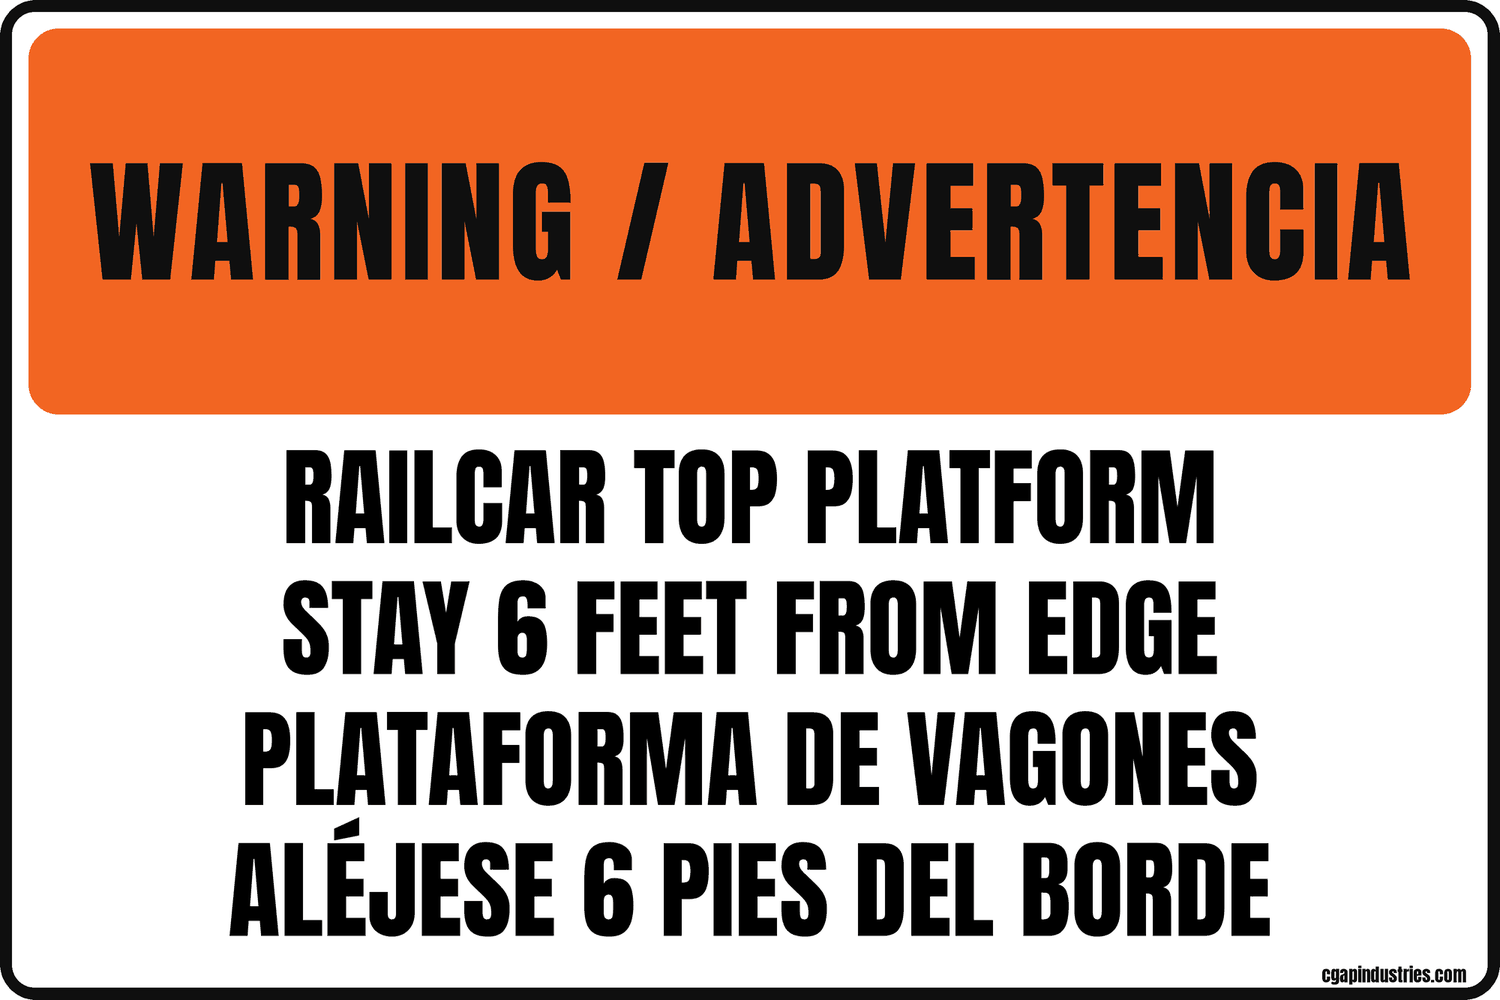 WARNING / ADVERTENCIA
RAILCAR TOP PLATFORM
STAY 6 FEET FROM EDGE
PLATAFORMA DE VAGONES
ALÉJESE 6 PIES DEL BORDE
cgapindustries.com